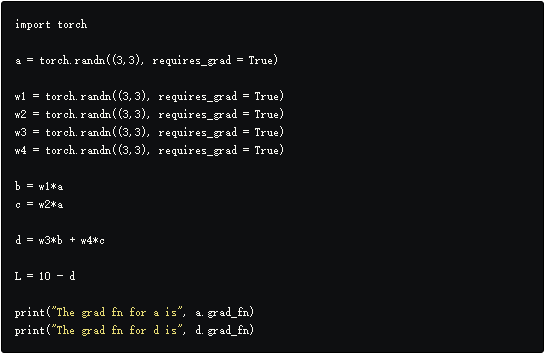 import torch
a = torch.randn((3,3), requires_grad = True)
w1 = torch.randn((3,3), requires_grad = True)
w2 = torch.randn((3,3), requires_grad = True)
w3 = torch.randn((3,3), requires_grad = True)
w4 = torch.randn((3,3), requires_grad = True)
b = w1*a
c = w2*a
d = w3*b + w4*c
L = 10 - d
print("The grad fn for a is", a.grad_fn)
print("The grad fn for d is", d.grad_fn)